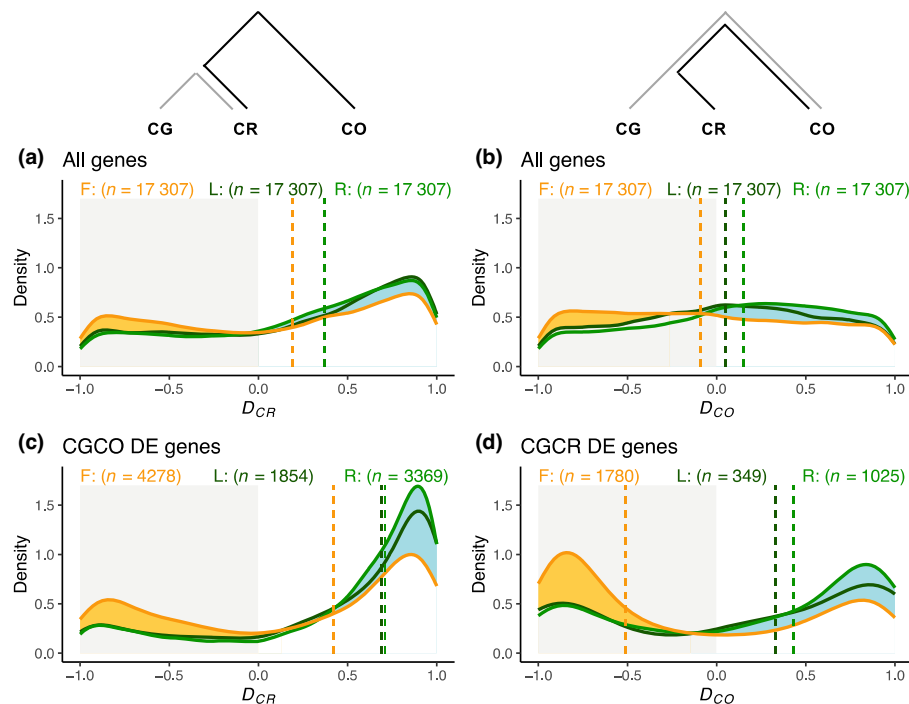 CG CR CO
CG CR CO
(a) All genes
F: (n = 17 307) L: (n = 17 307) R: (n = 17 307)
1.5
1.0
0.5
0.0
Density
-1.0 -0.5 0.0 0.5 1.0
D_CR
(b) All genes
F: (n = 17 307) L: (n = 17 307) R: (n = 17 307)
1.5
1.0
0.5
0.0
Density
-1.0 -0.5 0.0 0.5 1.0
D_CO
(c) CGCO DE genes
F: (n = 4278) L: (n = 1854) R: (n = 3369)
1.5
1.0
0.5
0.0
Density
-1.0 -0.5 0.0 0.5 1.0
D_CR
(d) CGCR DE genes
F: (n = 1780) L: (n = 349) R: (n = 1025)
1.5
1.0
0.5
0.0
Density
-1.0 -0.5 0.0 0.5 1.0
D_CO